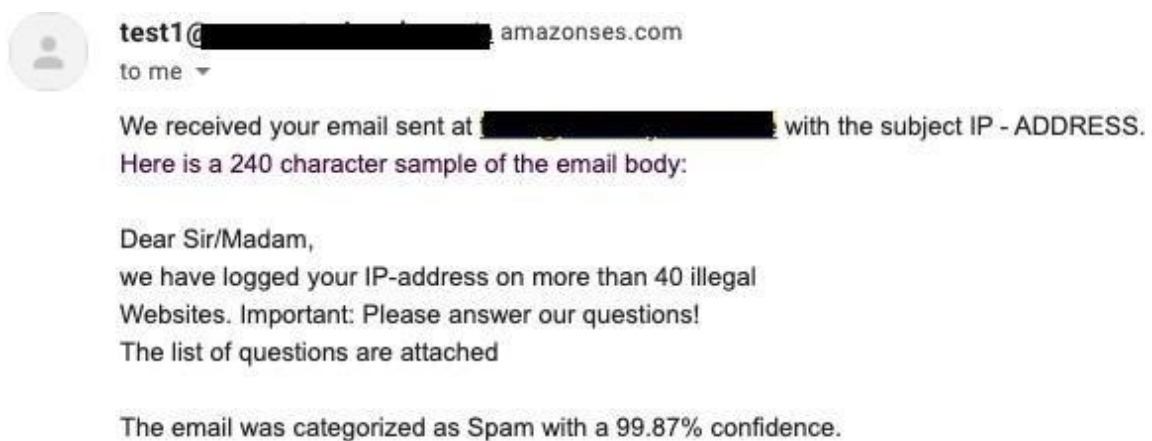 test1@ amazonses.com
to me
We received your email sent at with the subject IP - ADDRESS.
Here is a 240 character sample of the email body:
Dear Sir/Madam,
we have logged your IP-address on more than 40 illegal
Websites. Important: Please answer our questions!
The list of questions are attached
The email was categorized as Spam with a 99.87% confidence.